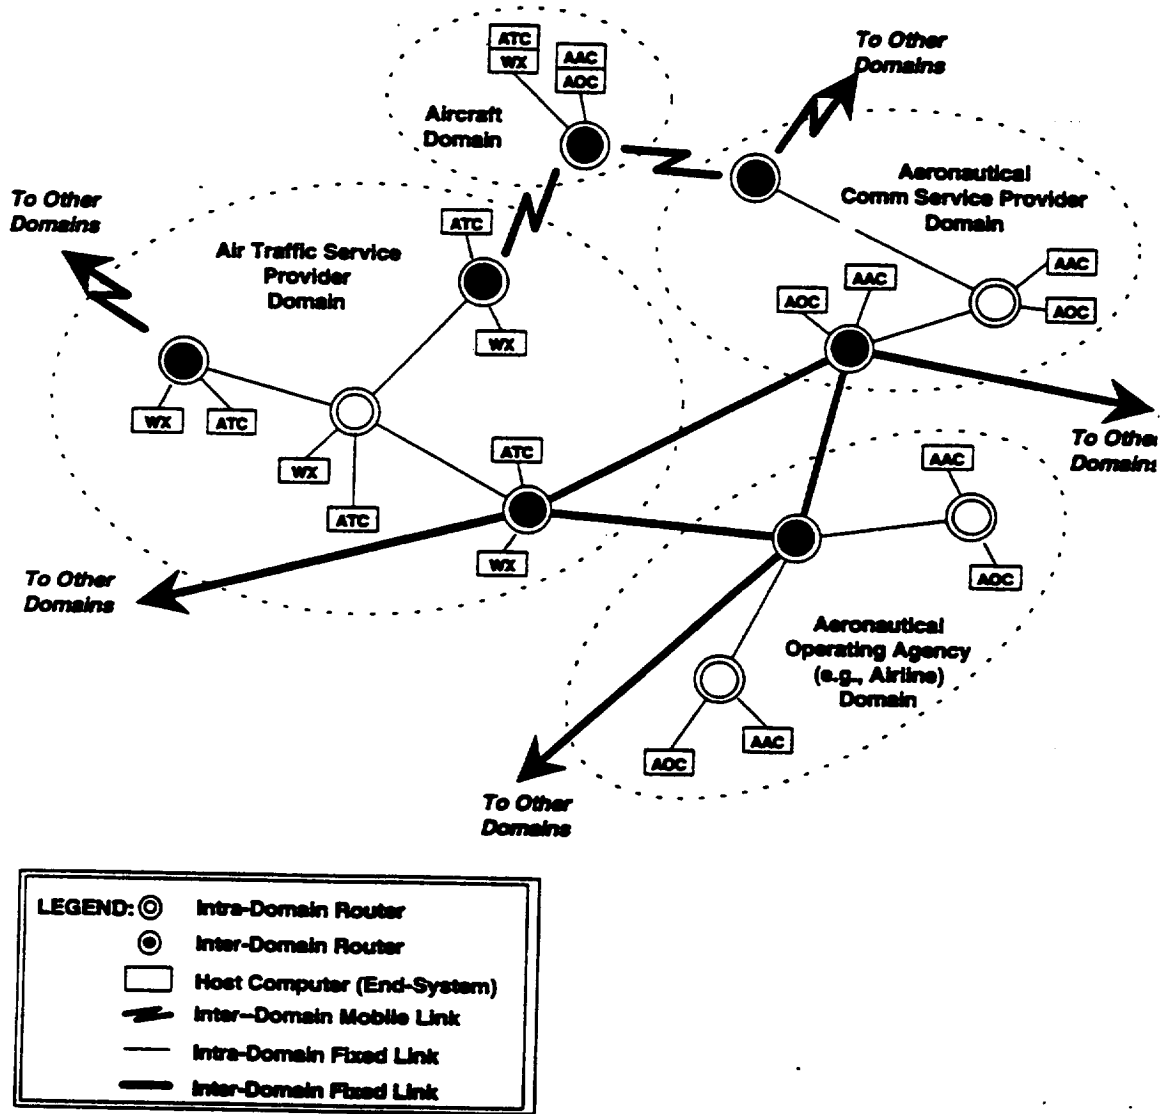 ATC
WX
AAC
AOC
Aircraft
Domain
To Other
Domains
Aeronautical
Comm Service Provider
Domain
To Other
Domains
ATC
Air Traffic Service
Provider
Domain
AAC
AAC
AOC
AOC
WX
WX
ATC
WX
ATC
ATC
WX
To Othe
Domains
AAC
AOC
To Other
Domains
Aeronautical
Operating Agency
(e.g., Airline)
Domain
AAC
AOC
To Other
Domains
LEGEND: Intra-Domain Router
Inter-Domain Router
Host Computer (End-System)
Inter-Domain Mobile Link
Intra-Domain Fixed Link
Inter-Domain Fixed Link